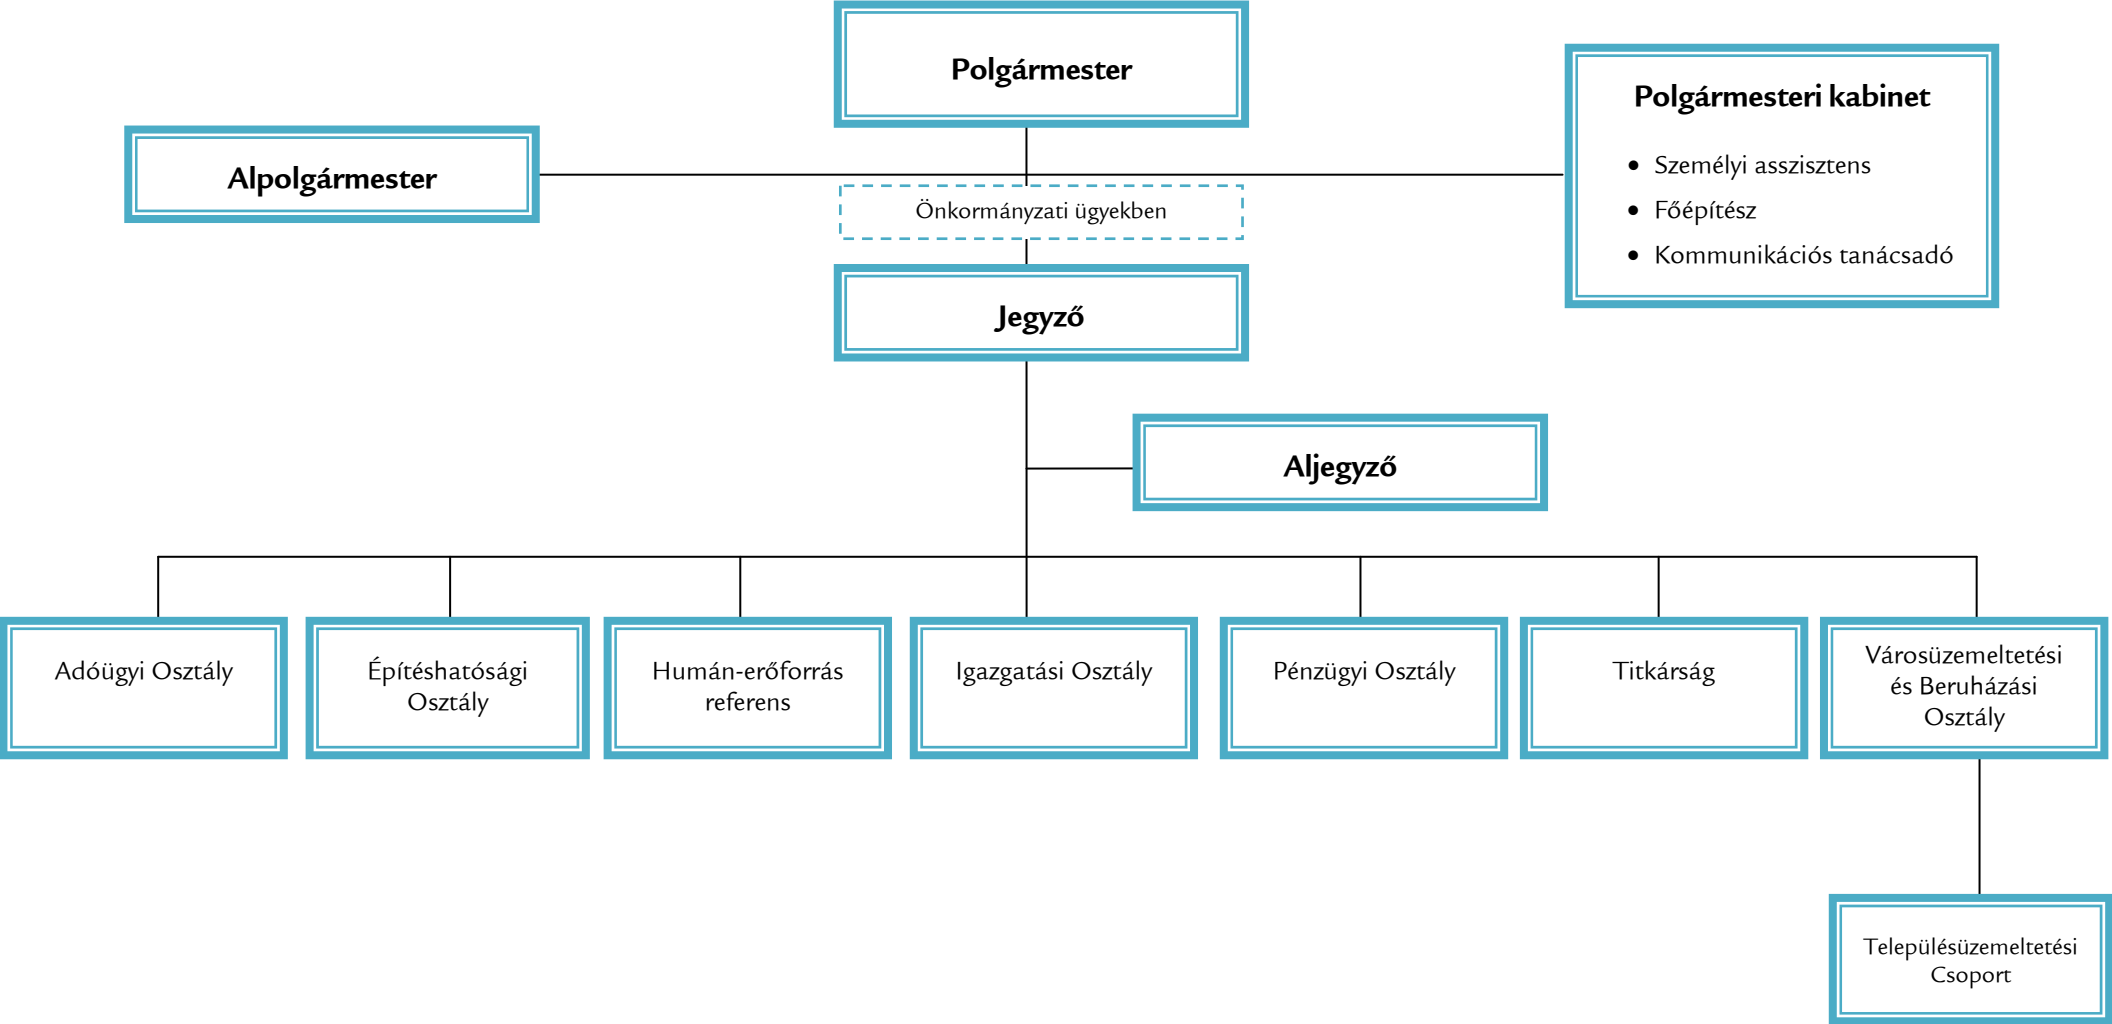 Polgármester
Alpolgármester
Polgármesteri kabinet
• Személyi asszisztens
• Főépítész
• Kommunikációs tanácsadó
Önkormányzati ügyekben
Jegyző
Aljegyző
Adóügyi Osztály
Építéshatósági
Osztály
Humán-erőforrás
referens
Igazgatási Osztály
Pénzügyi Osztály
Titkárság
Városüzemeltetési
és Beruházási
Osztály
Településüzemeltetési
Csoport